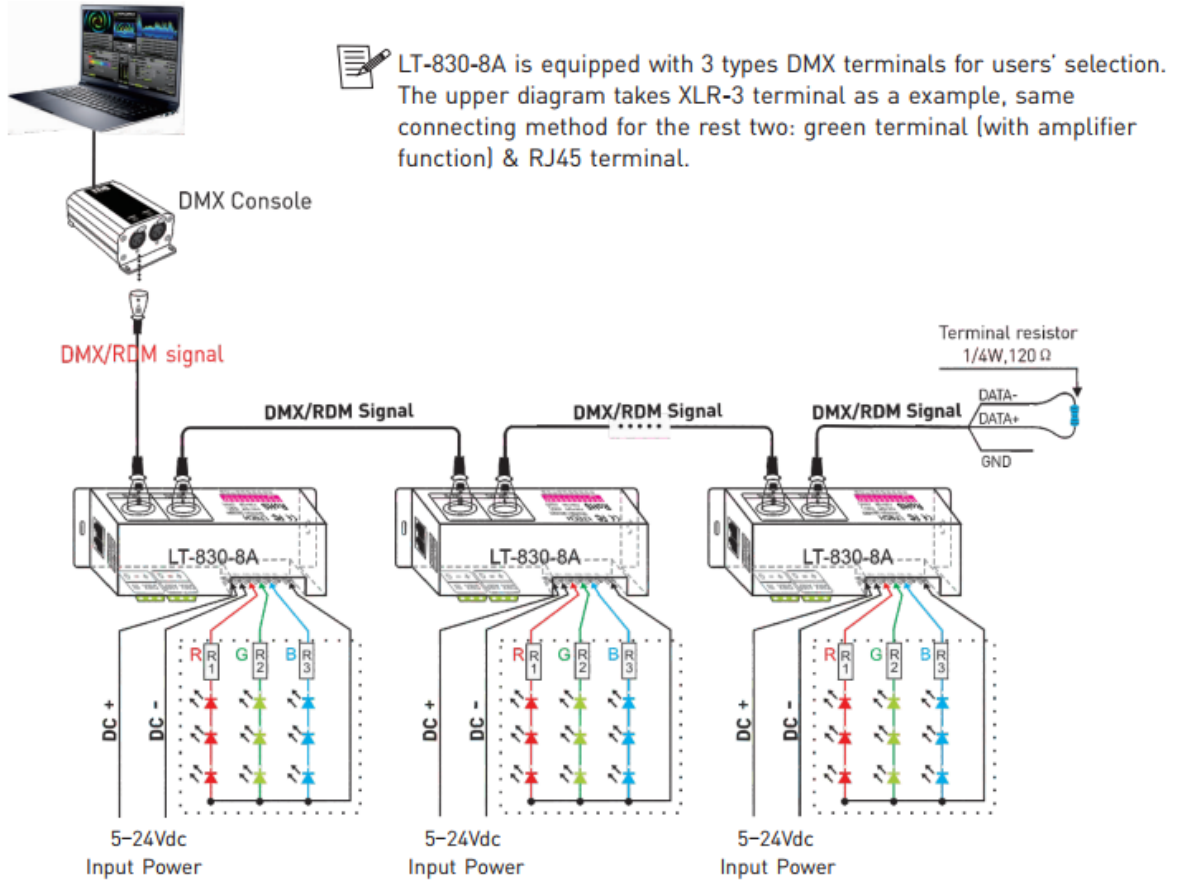 LT-830-8A is equipped with 3 types DMX terminals for users' selection.
The upper diagram takes XLR-3 terminal as a example, same
connecting method for the rest two: green terminal (with amplifier
function) & RJ45 terminal.
DMX Console
DMX/RDM signal
Terminal resistor
1/4W,120 Ω
DMX/RDM Signal
DMX/RDM Signal
DMX/RDM Signal
DATA-
DATA+
GND
LT-830-8A
LT-830-8A
LT-830-8A
R R1 G R2 B R3
R R1 G R2 B R3
R R1 G R2 B R3
DC +
DC -
DC +
DC -
DC +
DC -
5-24Vdc
Input Power
5-24Vdc
Input Power
5-24Vdc
Input Power